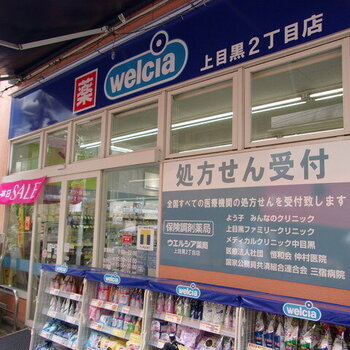 薬 welcia 上目黒2丁目店
SALE
処方せん受付
全国すべての医療機関の処方せんを受付致します
保険調剤薬局
ウエルシア薬局
上目黒2丁目店
よう子 みんなのクリニック
上目黒ファミリークリニック
メディカルクリニック中目黒
医療法人社団 恒和会 仲村医院
国家公務員共済組合連合会 三宿病院
welcia
welcia
welcia
welcia